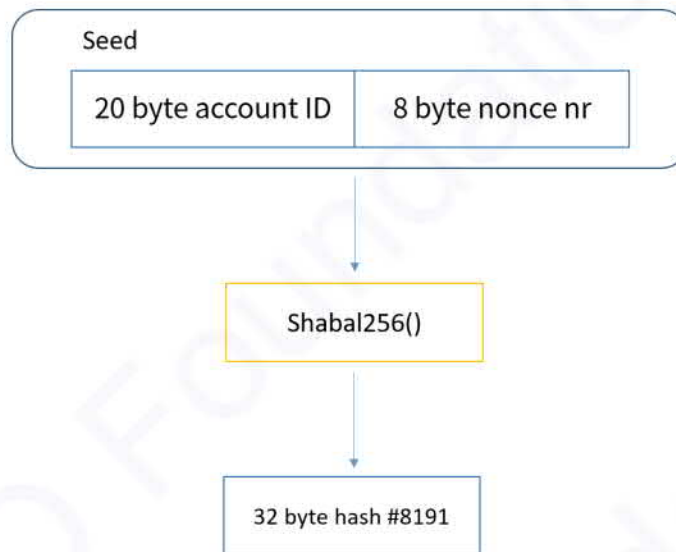 Seed
20 byte account ID 8 byte nonce nr
Shabal256()
32 byte hash #8191